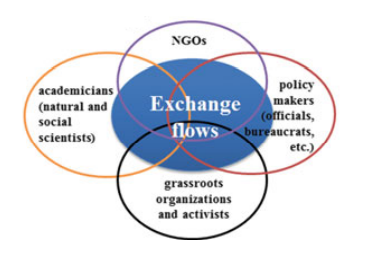 NGOs
academicians
(natural and
social
scientists)
Exchange
flows
policy
makers
(officials,
bureaucrats,
etc.)
grassroots
organizations
and activists